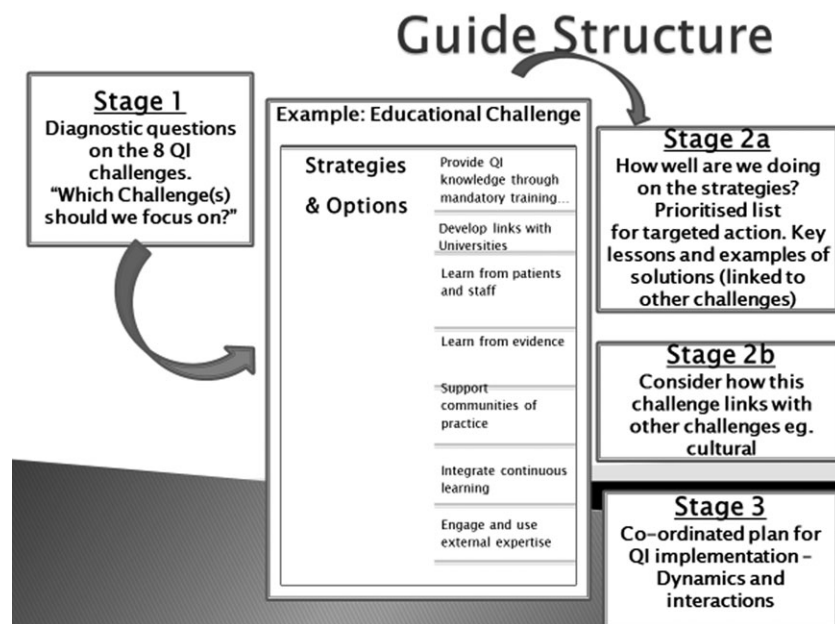 Guide Structure
Stage 1
Diagnostic questions
on the 8 QI
challenges.
“Which Challenge(s)
should we focus on?”
Example: Educational Challenge
Strategies
& Options
Provide QI
knowledge through
mandatory training...
Develop links with
Universities
Learn from patients
and staff
Learn from evidence
Support
communities of
practice
Integrate continuous
learning
Engage and use
external expertise
Stage 2a
How well are we doing
on the strategies?
Prioritised list
for targeted action. Key
lessons and examples of
solutions (linked to
other challenges)
Stage 2b
Consider how this
challenge links with
other challenges eg.
cultural
Stage 3
Co-ordinated plan for
QI implementation –
Dynamics and
interactions